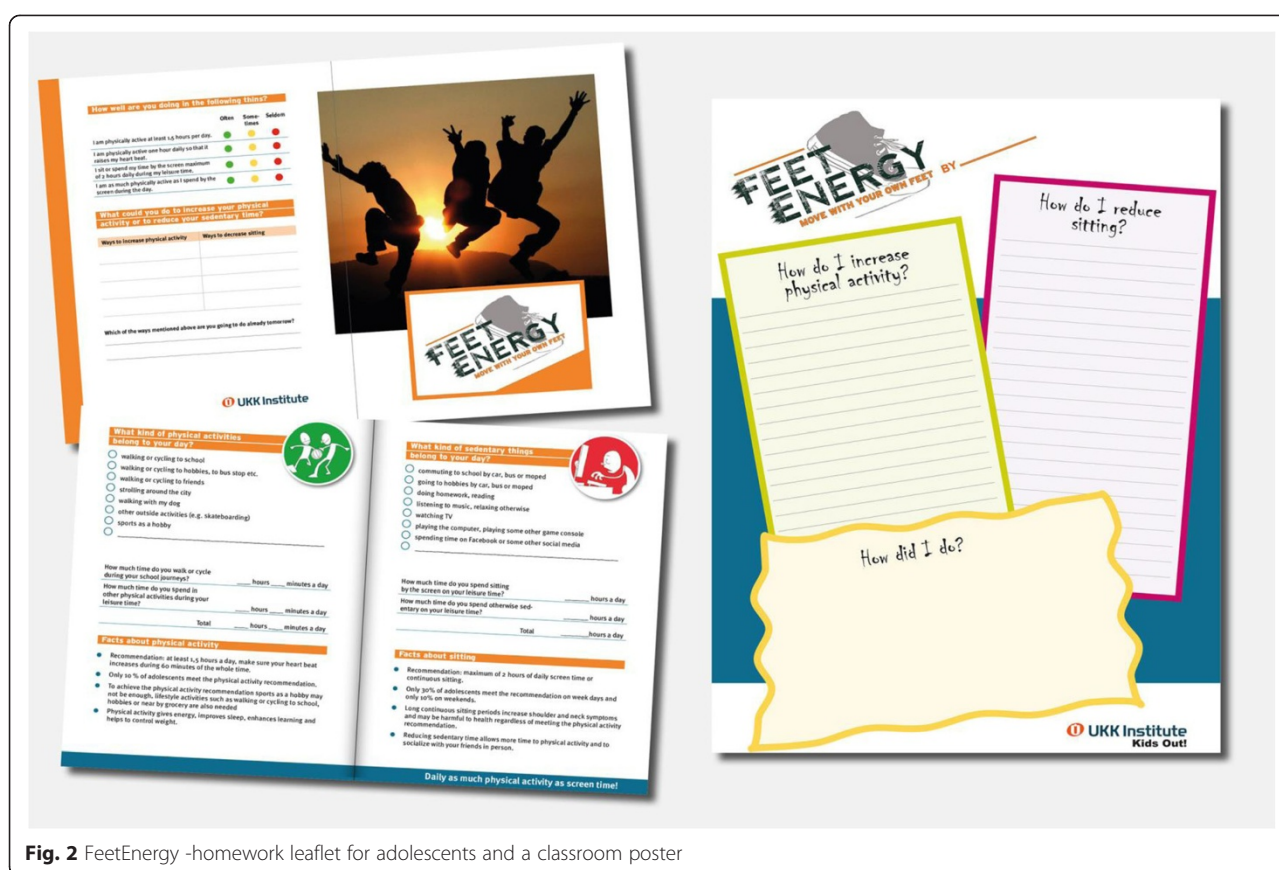 How well are you doing in the following thins?
Often Some- Seldom
times
I am physically active at least 1,5 hours per day.
I am physically active one hour daily so that it
raises my heart beat.
I sit or spend my time by the screen maximum
of 2 hours daily during my leisure time.
I am as much physically active as I spend by the
screen during the day.
What could you do to increase your physical
activity or to reduce your sedentary time?
Ways to increase physical activity Ways to decrease sitting
Which of the ways mentioned above are you going to do already tomorrow?
UKK Institute
FEET
ENERGY
MOVE WITH YOUR OWN FEET
What kind of physical activities
belong to your day?
walking or cycling to school
walking or cycling to hobbies, to bus stop etc.
walking or cycling to friends
strolling around the city
walking with my dog
other outside activities (e.g. skateboarding)
sports as a hobby
How much time do you walk or cycle
during your school journeys? ____ hours ____ minutes a day
How much time do you spend in
other physical activities during your
leisure time? ____ hours ____ minutes a day
Total ____ hours ____ minutes a day
Facts about physical activity
Recommendation: at least 1,5 hours a day, make sure your heart beat
increases during 60 minutes of the whole time.
Only 10 % of adolescents meet the physical activity recommendation.
To achieve the physical activity recommendation sports as a hobby may
not be enough, lifestyle activities such as walking or cycling to school,
hobbies or near by grocery are also needed
Physical activity gives energy, improves sleep, enhances learning and
helps to control weight.
What kind of sedentary things
belong to your day?
commuting to school by car, bus or moped
going to hobbies by car, bus or moped
doing homework, reading
listening to music, relaxing otherwise
watching TV
playing the computer, playing some other game console
spending time on Facebook or some other social media
How much time do you spend sitting
by the screen on your leisure time? ____ hours a day
How much time do you spend otherwise sed-
entary on your leisure time? ____ hours a day
Total ____ hours a day
Facts about sitting
Recommendation: maximum of 2 hours of daily screen time or
continuous sitting.
Only 30% of adolescents meet the recommendation on week days and
only 10% on weekends.
Long continuous sitting periods increase shoulder and neck symptoms
and may be harmful to health regardless of meeting the physical activity
recommendation.
Reducing sedentary time allows more time to physical activity and to
socialize with your friends in person.
Daily as much physical activity as screen time!
FEET
ENERGY
MOVE WITH YOUR OWN FEET BY
How do I increase
physical activity?
How do I reduce
sitting?
How did I do?
UKK Institute
Kids Out!
Fig. 2 FeetEnergy -homework leaflet for adolescents and a classroom poster